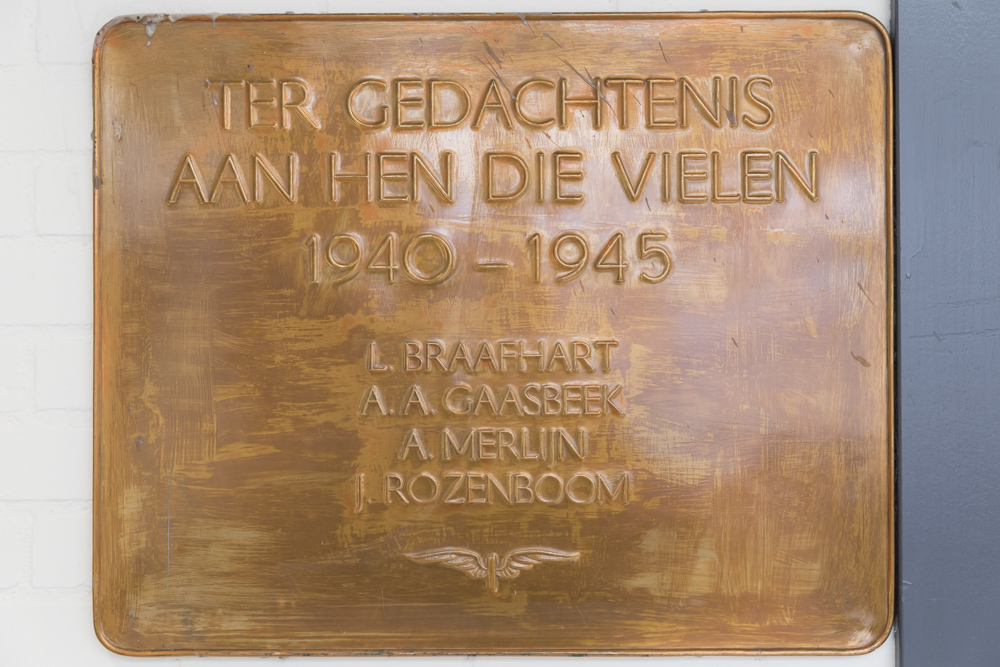 TER GEDACHTENIS
AAN HEN DIE VIELEN
1940 – 1945
L. BRAAFHART
A. A. GAASBEEK
A. MERLIJN
J. ROZENBOOM